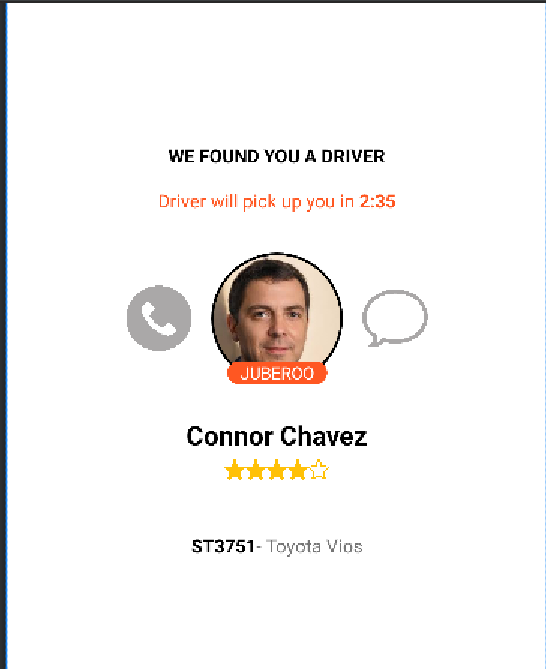 WE FOUND YOU A DRIVER
Driver will pick up you in 2:35
JUBEROO
Connor Chavez
ST3751- Toyota Vios